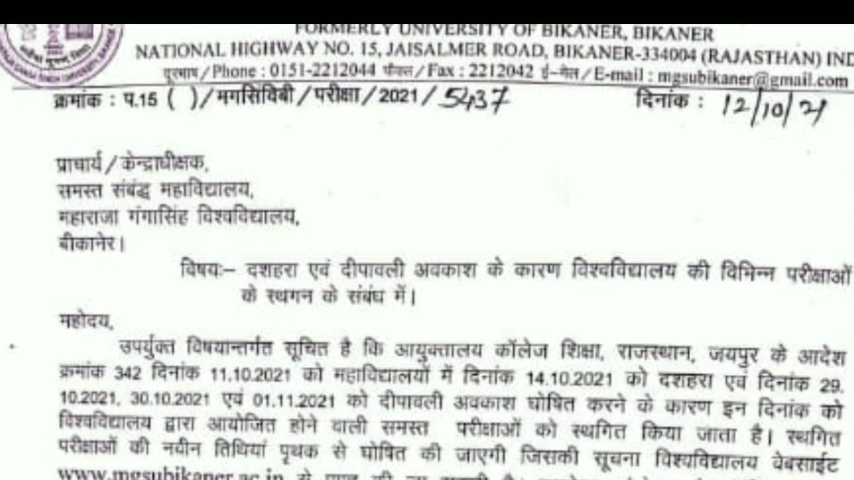 FORMERLY UNIVERSITY OF BIKANER, BIKANER
NATIONAL HIGHWAY NO. 15, JAISALMER ROAD, BIKANER-334004 (RAJASTHAN) IND
दूरभाष/Phone : 0151-2212044 फैक्स/Fax : 2212042 ई-मेल/E-mail : mgsubikaner@gmail.com
क्रमांक : प.15 ( )/मगसिविबी/परीक्षा/2021/5437 दिनांक : 12/10/21
प्राचार्य/केन्द्राधीक्षक,
समस्त संबंद्ध महाविद्यालय,
महाराजा गंगासिंह विश्वविद्यालय,
बीकानेर।
विषयः– दशहरा एवं दीपावली अवकाश के कारण विश्वविद्यालय की विभिन्न परीक्षाओं
के स्थगन के संबंध में।
महोदय,
उपर्युक्त विषयान्तर्गत सूचित है कि आयुक्तालय कॉलेज शिक्षा, राजस्थान, जयपुर के आदेश
क्रमांक 342 दिनांक 11.10.2021 को महाविद्यालयों में दिनांक 14.10.2021 को दशहरा एवं दिनांक 29.
10.2021, 30.10.2021 एवं 01.11.2021 को दीपावली अवकाश घोषित करने के कारण इन दिनांक को
विश्वविद्यालय द्वारा आयोजित होने वाली समस्त परीक्षाओं को स्थगित किया जाता है। स्थगित
परीक्षाओं की नवीन तिथियां पृथक से घोषित की जाएगी जिसकी सूचना विश्वविद्यालय वेबसाईट
www.mgsubikaner.ac.in से